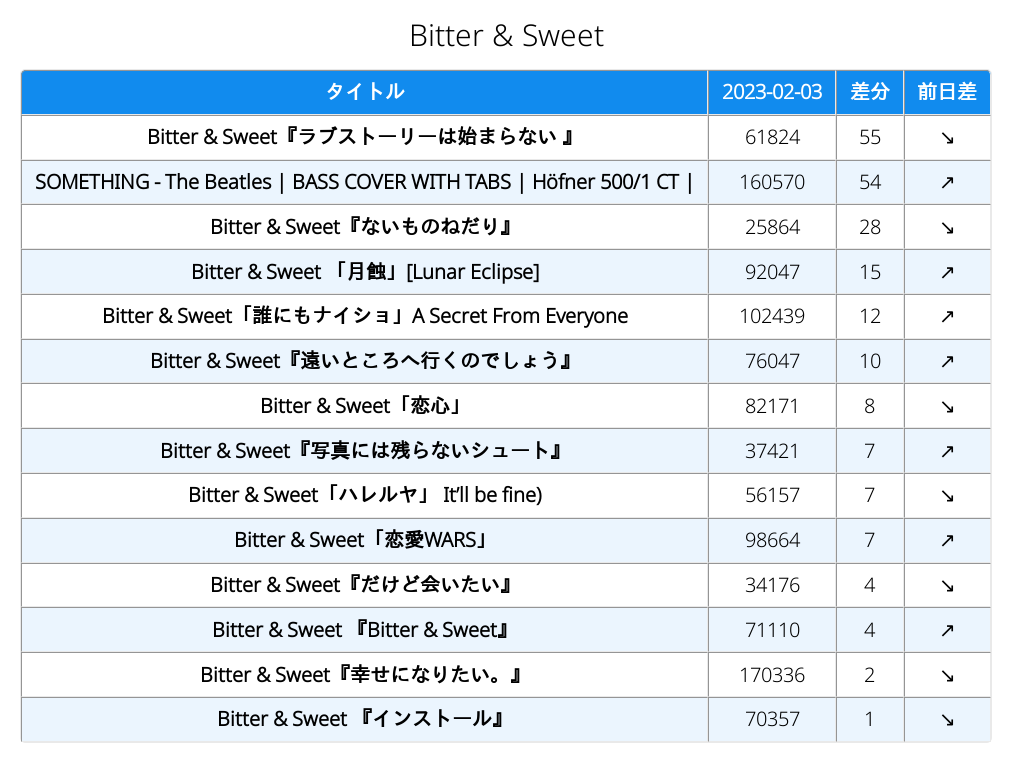 Bitter & Sweet
タイトル 2023-02-03 差分 前日差
Bitter & Sweet『ラブストーリーは始まらない 』 61824 55 ↘
SOMETHING - The Beatles | BASS COVER WITH TABS | Höfner 500/1 CT | 160570 54 ↗
Bitter & Sweet『ないものねだり』 25864 28 ↘
Bitter & Sweet 「月蝕」[Lunar Eclipse] 92047 15 ↗
Bitter & Sweet「誰にもナイショ」A Secret From Everyone 102439 12 ↗
Bitter & Sweet『遠いところへ行くのでしょう』 76047 10 ↗
Bitter & Sweet「恋心」 82171 8 ↘
Bitter & Sweet『写真には残らないシュート』 37421 7 ↗
Bitter & Sweet「ハレルヤ」 It’ll be fine) 56157 7 ↘
Bitter & Sweet「恋愛WARS」 98664 7 ↗
Bitter & Sweet『だけど会いたい』 34176 4 ↘
Bitter & Sweet 『Bitter & Sweet』 71110 4 ↗
Bitter & Sweet『幸せになりたい。』 170336 2 ↘
Bitter & Sweet 『インストール』 70357 1 ↘